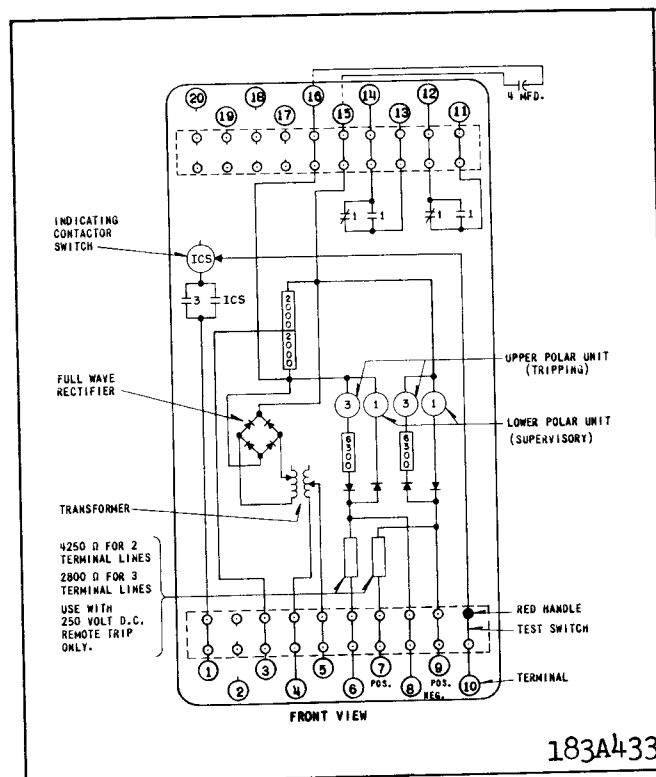 20
19
18
17
16
15
14
13
12
11
4 MFD.
1
1
1
1
INDICATING
CONTACTOR
SWITCH
ICS
3
ICS
2000
2000
FULL WAVE
RECTIFIER
3
1
3
1
UPPER POLAR UNIT
(TRIPPING)
LOWER POLAR UNIT
(SUPERVISORY)
6300
6300
TRANSFORMER
4250 Ω FOR 2
TERMINAL LINES
2800 Ω FOR 3
TERMINAL LINES
USE WITH
250 VOLT D.C.
REMOTE TRIP
ONLY.
RED HANDLE
TEST SWITCH
TERMINAL
1
2
3
4
5
6
7
POS.
8
NEG.
9
POS.
10
FRONT VIEW
183A433